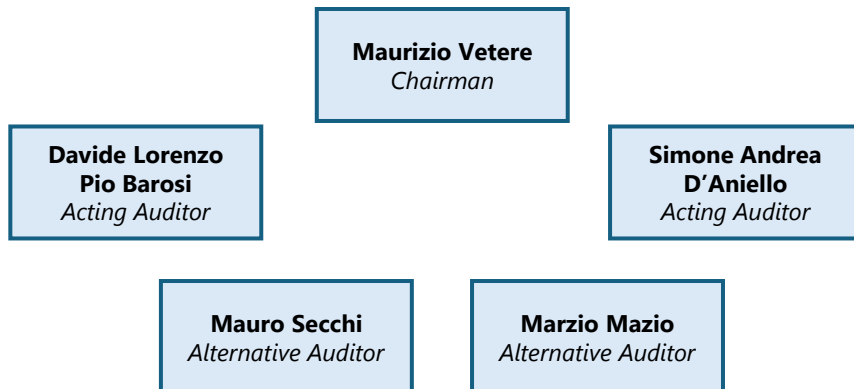 Maurizio Vetere
Chairman
Davide Lorenzo
Pio Barosi
Acting Auditor
Simone Andrea
D’Aniello
Acting Auditor
Mauro Secchi
Alternative Auditor
Marzio Mazio
Alternative Auditor